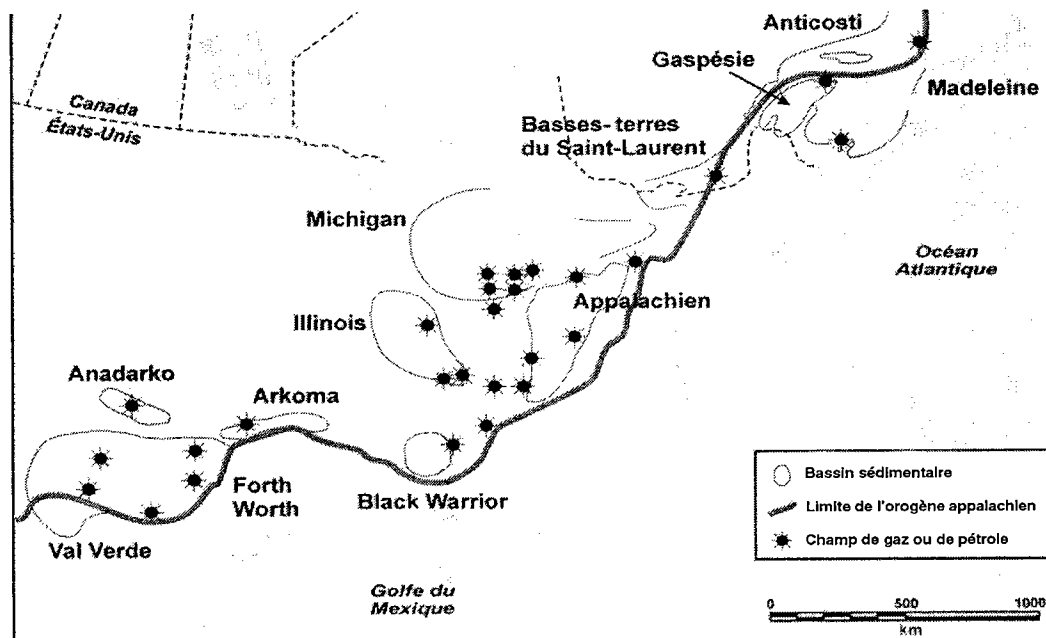 Anticosti
Gaspésie
Madeleine
Canada
États-Unis
Basses-terres
du Saint-Laurent
Michigan
Océan
Atlantique
Appalachien
Illinois
Anadarko
Arkoma
Forth
Worth
Black Warrior
Val Verde
Golfe du
Mexique
Bassin sédimentaire
Limite de l'orogène appalachien
Champ de gaz ou de pétrole
0 500 1000
km